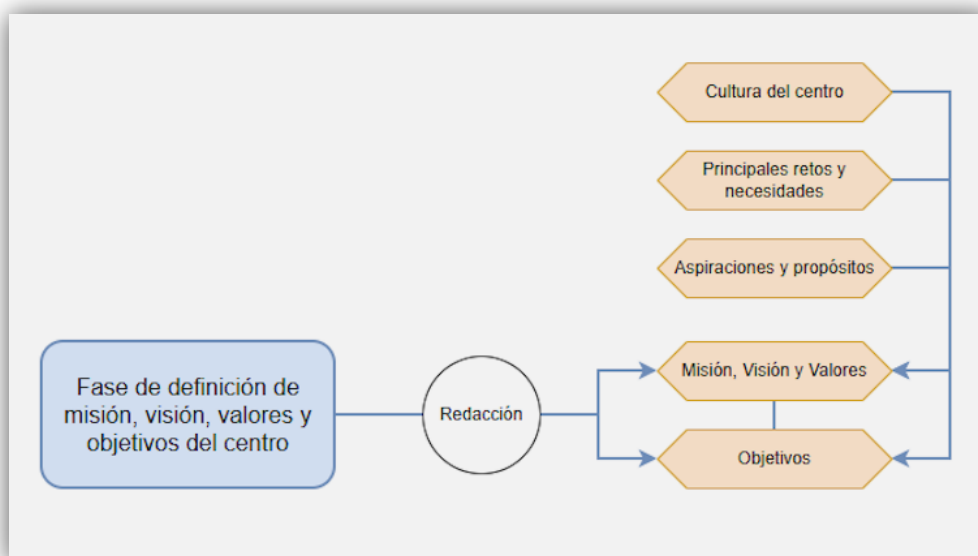 Cultura del centro
Principales retos y
necesidades
Aspiraciones y propósitos
Fase de definición de
misión, visión, valores y
objetivos del centro
Redacción
Misión, Visión y Valores
Objetivos